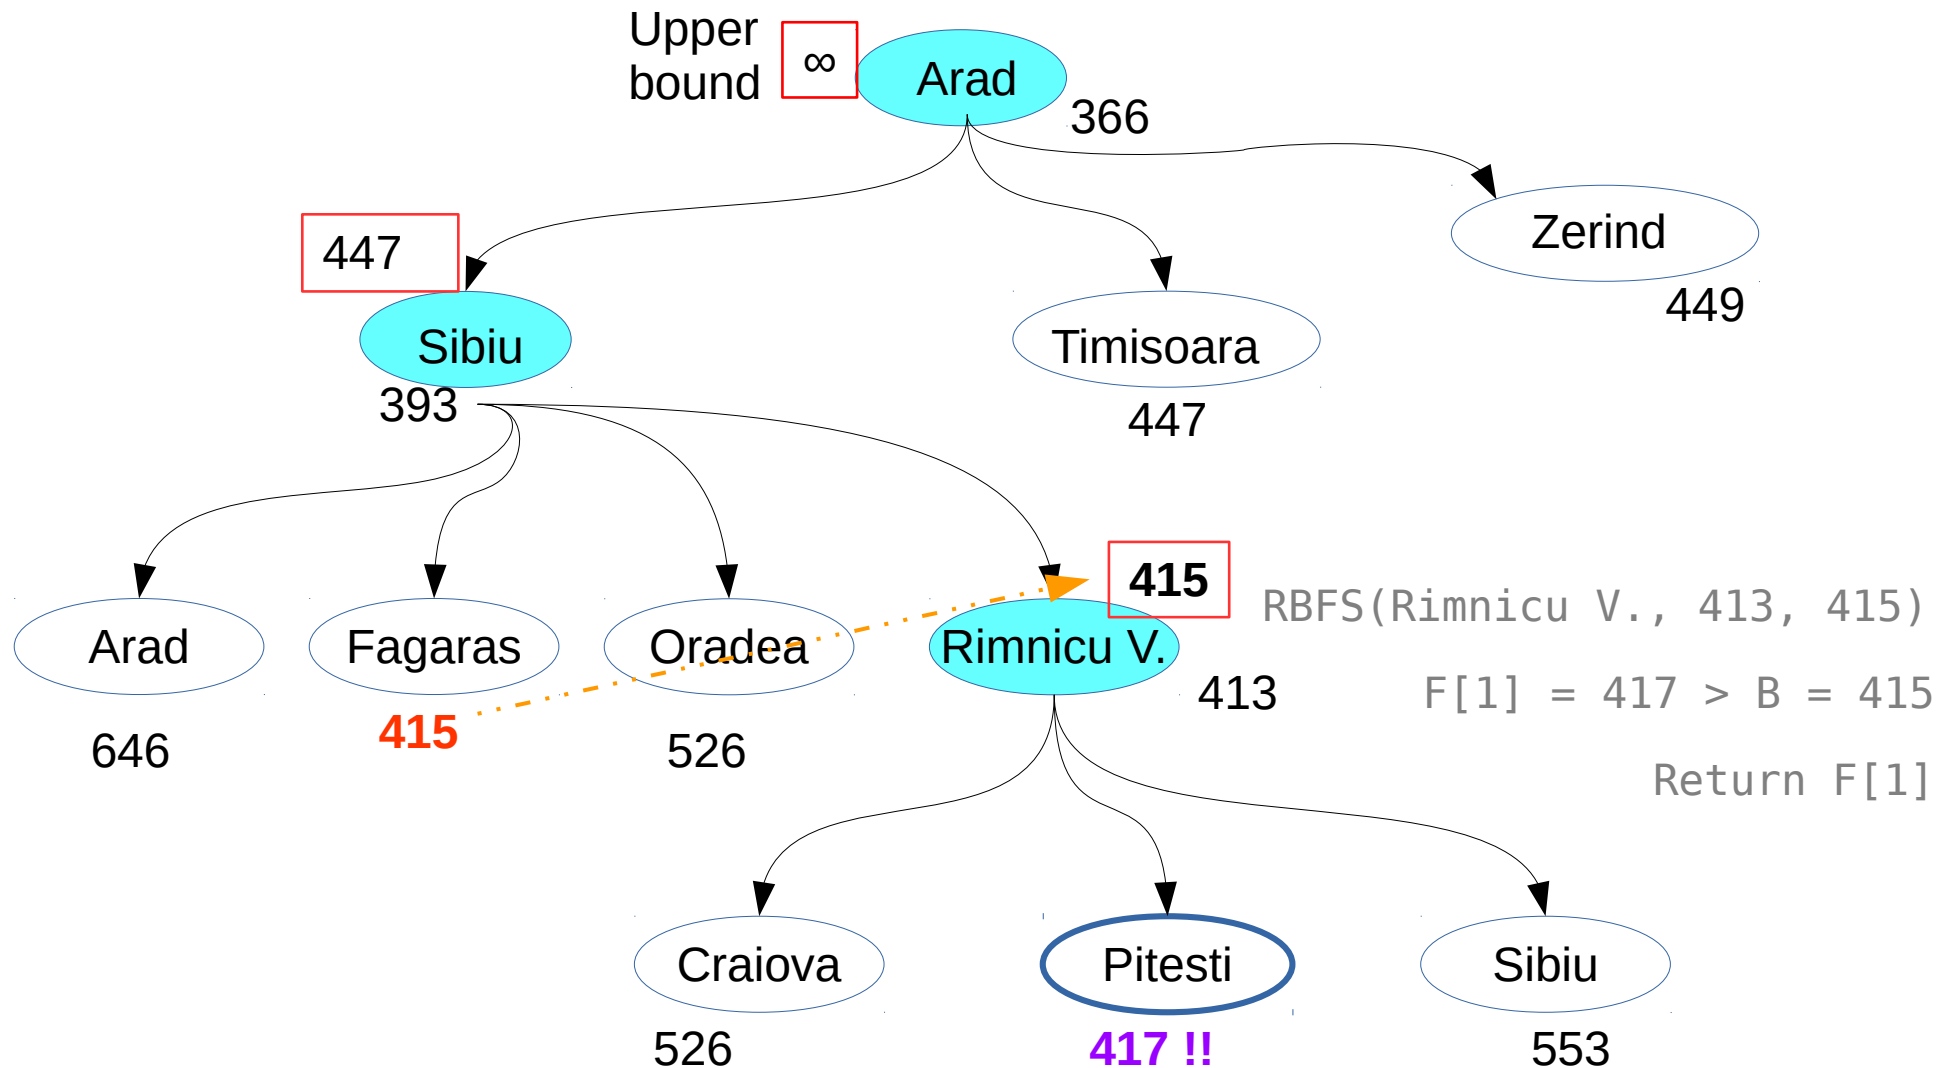 Upper
bound
∞
Arad
366
Zerind
449
447
Sibiu
393
Timisoara
447
415
RBFS(Rimnicu V., 413, 415)
Arad
Fagaras
Oradea
Rimnicu V.
413
F[1] = 417 > B = 415
646
415
526
Return F[1]
Craiova
Pitesti
Sibiu
526
417 !!
553